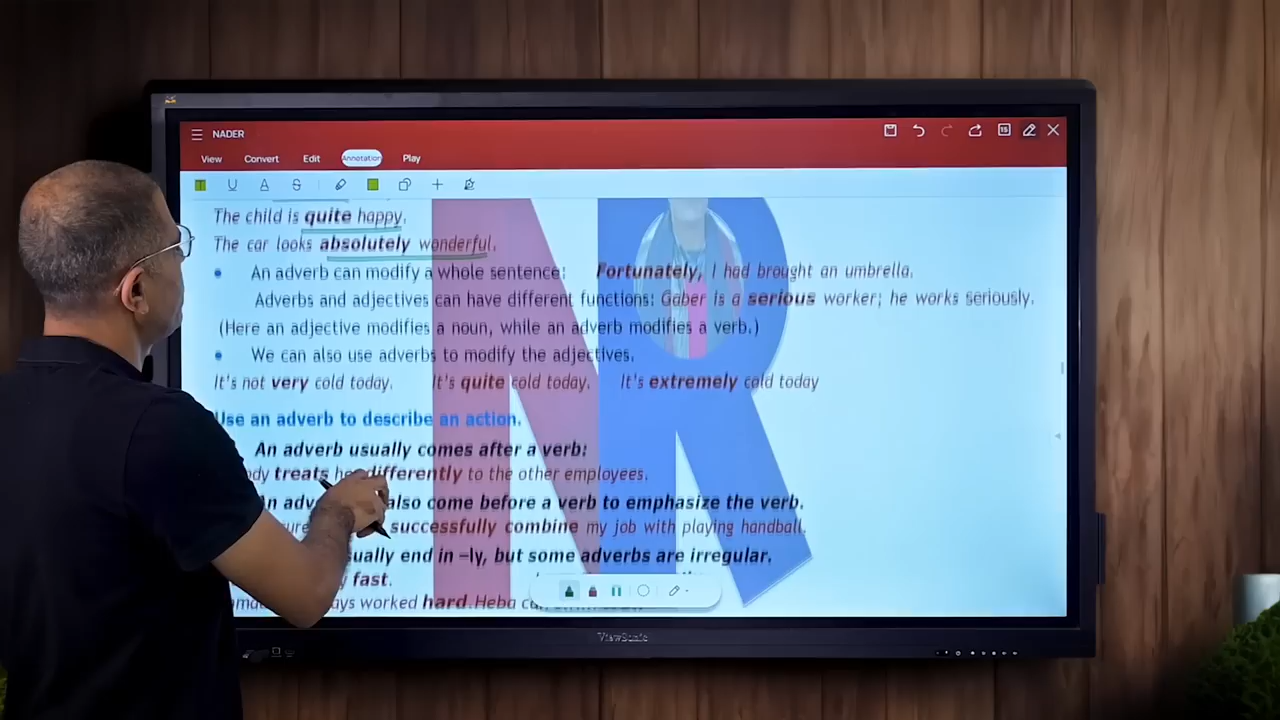 NADER
View Convert Edit Annotation Play
The child is quite happy.
The car looks absolutely wonderful.
• An adverb can modify a whole sentence: Fortunately, I had brought an umbrella.
Adverbs and adjectives can have different functions: Gaber is a serious worker; he works seriously.
(Here an adjective modifies a noun, while an adverb modifies a verb.)
• We can also use adverbs to modify the adjectives.
It's not very cold today. It's quite cold today. It's extremely cold today
Use an adverb to describe an action.
An adverb usually comes after a verb:
treats differently to the other employees.
also come before a verb to emphasize the verb.
successfully combine my job with playing handball.
end in –ly, but some adverbs are irregular.
fast.
worked hard. Heba
ViewSonic